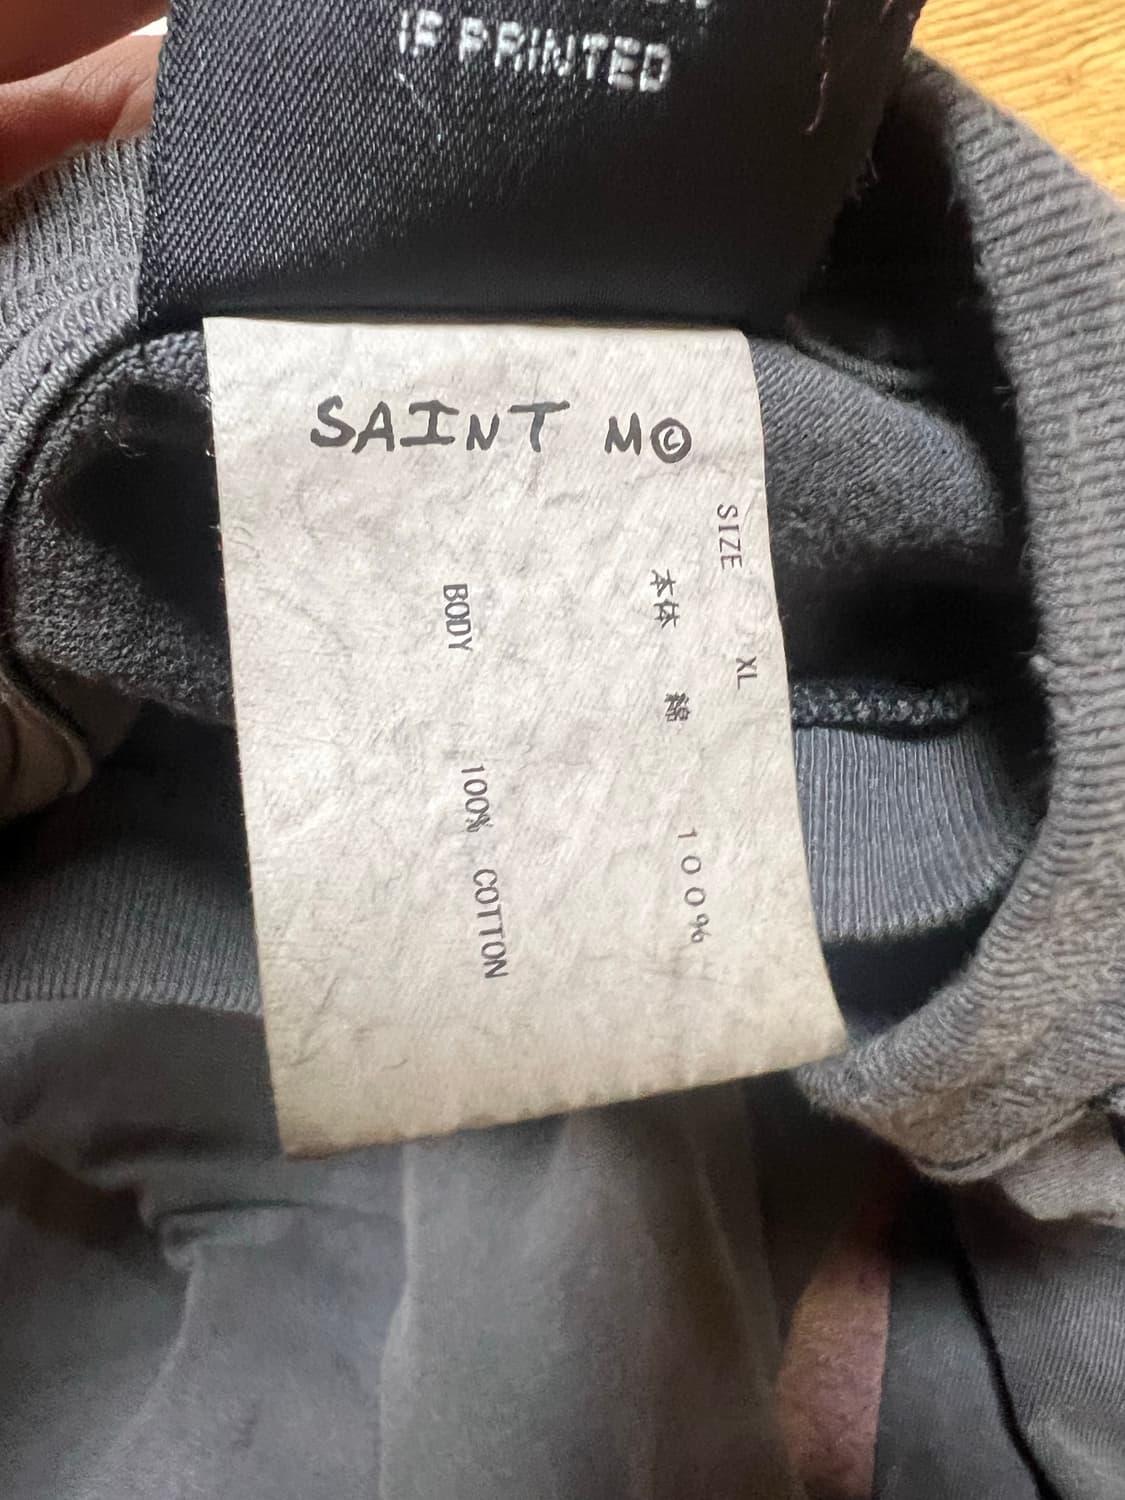 IF PRINTED
SAINT M©
SIZE XL
本体 綿 100%
BODY 100% COTTON